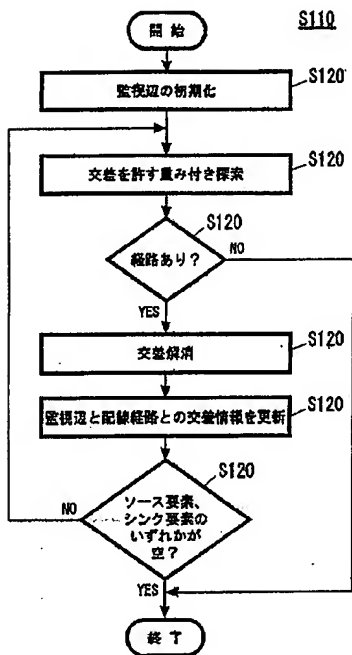 S110
開始
S120
監視辺の初期化
S120
交差を許す重み付き探索
S120
経路あり?
NO
YES
S120
交差解消
S120
監視辺と配線経路との交差情報を更新
S120
ソース要素、
シンク要素の
いずれかが
空?
NO
YES
終了